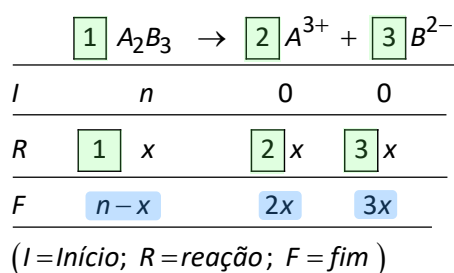 1 A₂B₃ → 2 A³⁺ + 3 B²⁻
I n 0 0
R 1 x 2 x 3 x
F n − x 2x 3x
(I = Início; R = reação; F = fim)